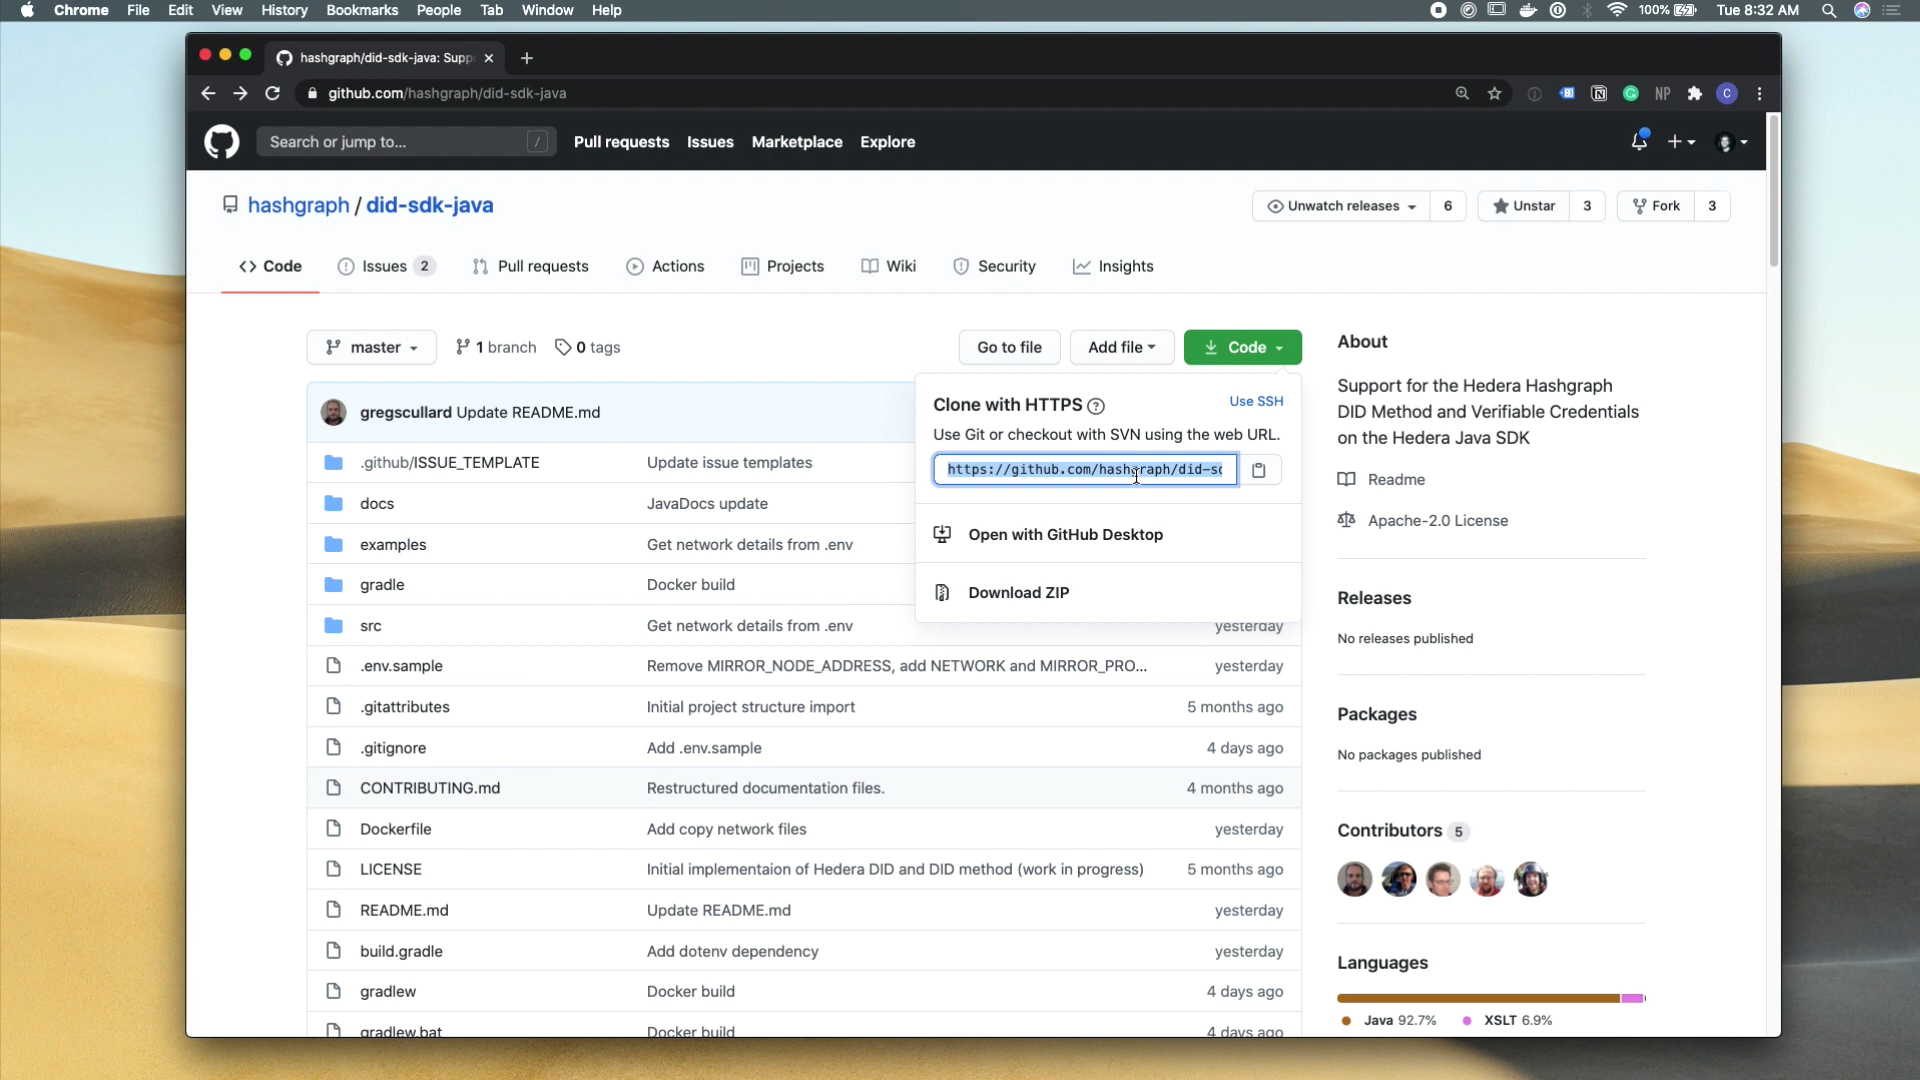 Chrome File Edit View History Bookmarks People Tab Window Help 100% Tue 8:32 AM
hashgraph/did-sdk-java: Supp
github.com/hashgraph/did-sdk-java NP C
Search or jump to... / Pull requests Issues Marketplace Explore
hashgraph / did-sdk-java Unwatch releases 6 Unstar 3 Fork 3
Code Issues 2 Pull requests Actions Projects Wiki Security Insights
master 1 branch 0 tags Go to file Add file Code
gregscullard Update README.md
Clone with HTTPS ? Use SSH
Use Git or checkout with SVN using the web URL.
https://github.com/hashgraph/did-sd
Open with GitHub Desktop
Download ZIP
.github/ISSUE_TEMPLATE Update issue templates
docs JavaDocs update
examples Get network details from .env
gradle Docker build
src Get network details from .env yesterday
.env.sample Remove MIRROR_NODE_ADDRESS, add NETWORK and MIRROR_PRO... yesterday
.gitattributes Initial project structure import 5 months ago
.gitignore Add .env.sample 4 days ago
CONTRIBUTING.md Restructured documentation files. 4 months ago
Dockerfile Add copy network files yesterday
LICENSE Initial implementaion of Hedera DID and DID method (work in progress) 5 months ago
README.md Update README.md yesterday
build.gradle Add dotenv dependency yesterday
gradlew Docker build 4 days ago
gradlew.bat Docker build 4 days ago
About
Support for the Hedera Hashgraph
DID Method and Verifiable Credentials
on the Hedera Java SDK
Readme
Apache-2.0 License
Releases
No releases published
Packages
No packages published
Contributors 5
Languages
Java 92.7% XSLT 6.9%